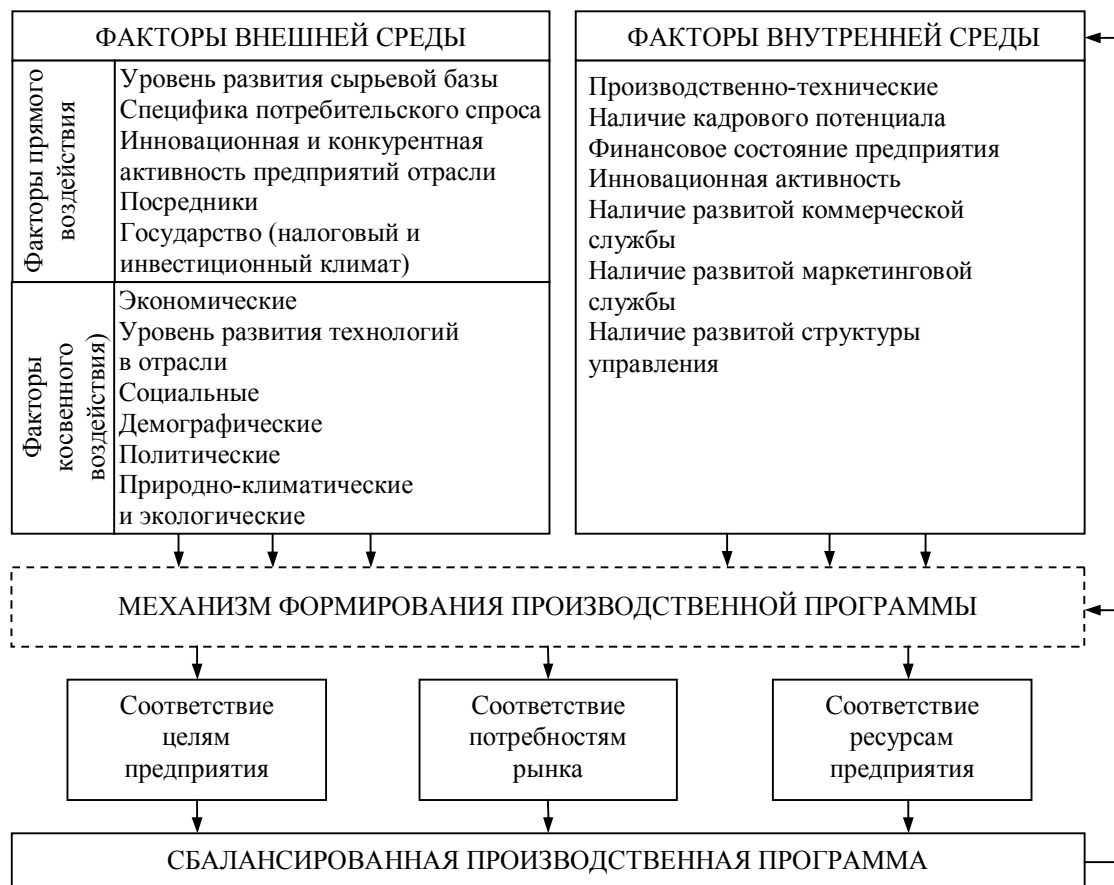 ФАКТОРЫ ВНЕШНЕЙ СРЕДЫ
Факторы прямого
воздействия
Уровень развития сырьевой базы
Специфика потребительского спроса
Инновационная и конкурентная
активность предприятий отрасли
Посредники
Государство (налоговый и
инвестиционный климат)
Факторы
косвенного
воздействия)
Экономические
Уровень развития технологий
в отрасли
Социальные
Демографические
Политические
Природно-климатические
и экологические
ФАКТОРЫ ВНУТРЕННЕЙ СРЕДЫ
Производственно-технические
Наличие кадрового потенциала
Финансовое состояние предприятия
Инновационная активность
Наличие развитой коммерческой
службы
Наличие развитой маркетинговой
службы
Наличие развитой структуры
управления
МЕХАНИЗМ ФОРМИРОВАНИЯ ПРОИЗВОДСТВЕННОЙ ПРОГРАММЫ
Соответствие
целям
предприятия
Соответствие
потребностям
рынка
Соответствие
ресурсам
предприятия
СБАЛАНСИРОВАННАЯ ПРОИЗВОДСТВЕННАЯ ПРОГРАММА